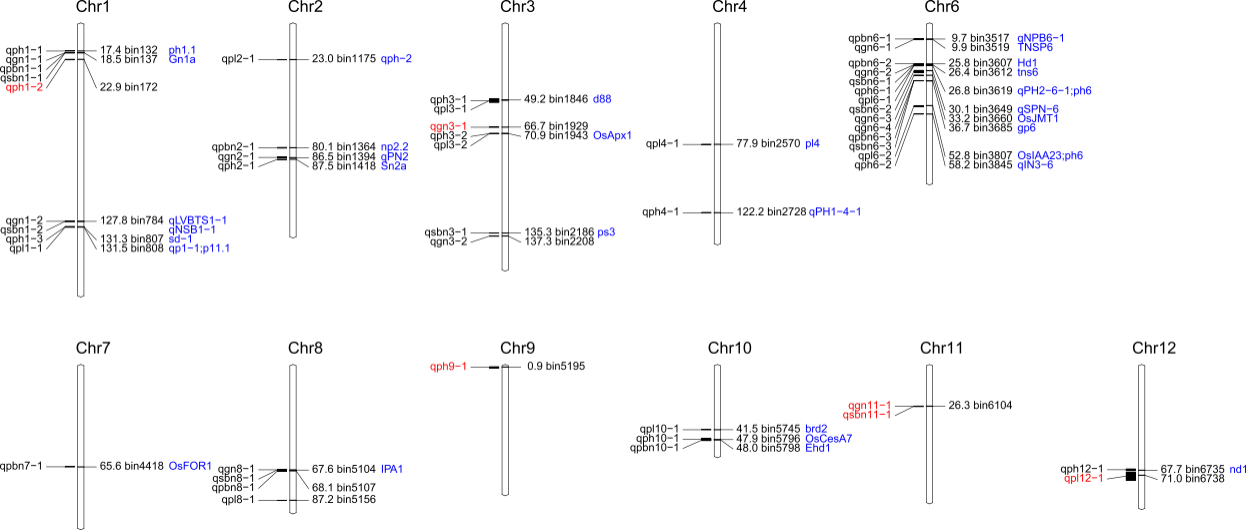 Chr1
qph1-1 17.4 bin132 ph1.1
qgn1-1 18.5 bin137 Gn1a
qpbn1-1
qsbn1-1
qph1-2 22.9 bin172
qgn1-2 127.8 bin784 qLVBTS1-1
qsbn1-2 qNSB1-1
qph1-3 131.3 bin807 sd-1
qpl1-1 131.5 bin808 qp1-1;p11.1
Chr2
qpl2-1 23.0 bin1175 qph-2
qpbn2-1 80.1 bin1364 np2.2
qgn2-1 86.5 bin1394 qPN2
qph2-1 87.5 bin1418 Sn2a
Chr3
qph3-1 49.2 bin1846 d88
qpl3-1
qgn3-1 66.7 bin1929
qph3-2 70.9 bin1943 OsApx1
qpl3-2
qsbn3-1 135.3 bin2186 ps3
qgn3-2 137.3 bin2208
Chr4
qpl4-1 77.9 bin2570 pl4
qph4-1 122.2 bin2728 qPH1-4-1
Chr6
qpbn6-1 9.7 bin3517 qNPB6-1
qgn6-1 9.9 bin3519 TNSP6
qpbn6-2 25.8 bin3607 Hd1
qgn6-2 26.4 bin3612 tns6
qsbn6-1
qph6-1 26.8 bin3619 qPH2-6-1;ph6
qpl6-1
qsbn6-2 30.1 bin3649 qSPN-6
qgn6-3 33.2 bin3660 OsJMT1
qgn6-4 36.7 bin3685 gp6
qpbn6-3
qsbn6-3
qpl6-2 52.8 bin3807 OsIAA23;ph6
qph6-2 58.2 bin3845 qIN3-6
Chr7
qpbn7-1 65.6 bin4418 OsFOR1
Chr8
qgn8-1 67.6 bin5104 IPA1
qsbn8-1
qpbn8-1 68.1 bin5107
qpl8-1 87.2 bin5156
Chr9
qph9-1 0.9 bin5195
Chr10
qpl10-1 41.5 bin5745 brd2
qph10-1 47.9 bin5796 OsCesA7
qpbn10-1 48.0 bin5798 Ehd1
Chr11
qgn11-1 26.3 bin6104
qsbn11-1
Chr12
qph12-1 67.7 bin6735 nd1
qpl12-1 71.0 bin6738